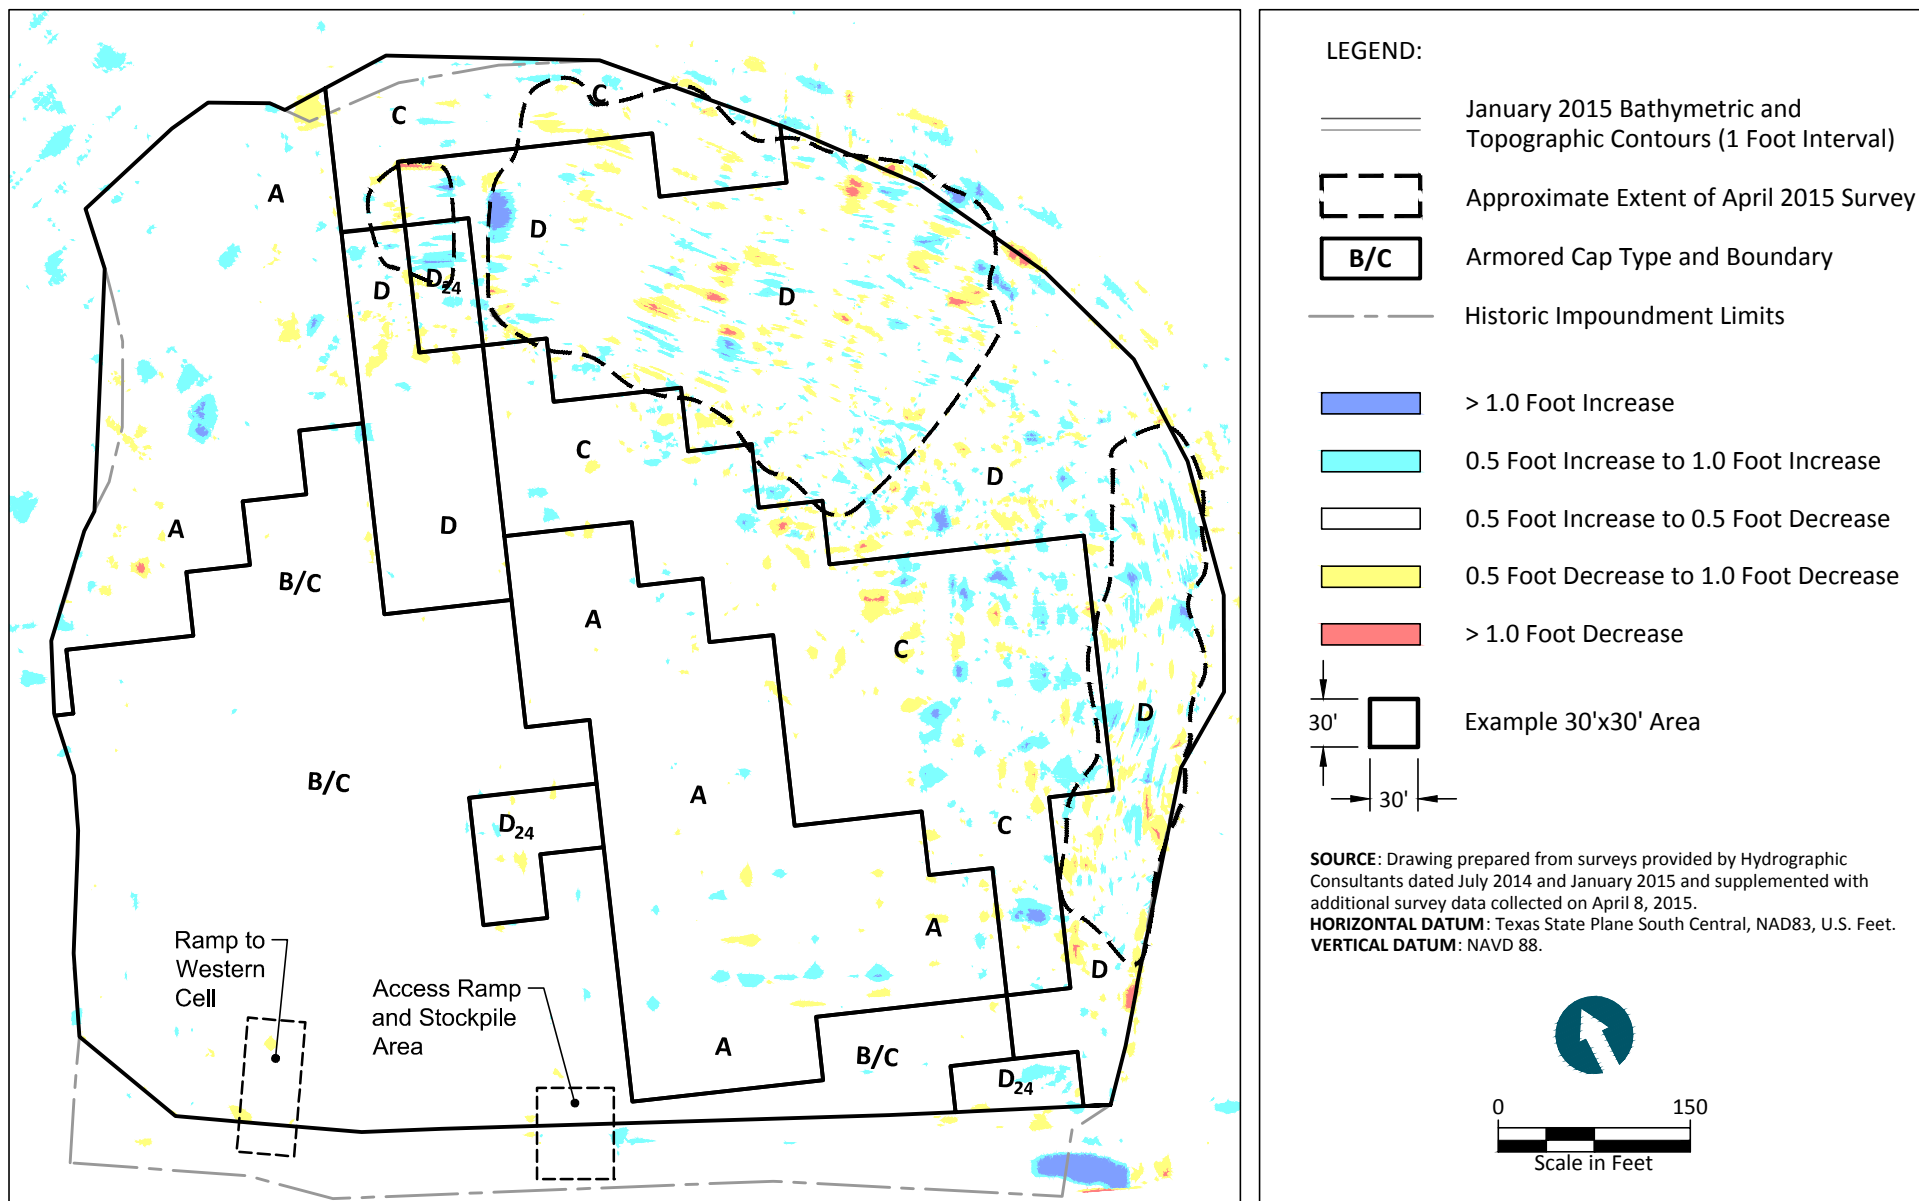 C
C
A
D
D
D24
D
C
D
A
D
B/C
A
C
D
B/C
A
D24
C
A
D
A
B/C
D24
Ramp to
Western
Cell
Access Ramp
and Stockpile
Area
LEGEND:
January 2015 Bathymetric and
Topographic Contours (1 Foot Interval)
Approximate Extent of April 2015 Survey
B/C
Armored Cap Type and Boundary
Historic Impoundment Limits
> 1.0 Foot Increase
0.5 Foot Increase to 1.0 Foot Increase
0.5 Foot Increase to 0.5 Foot Decrease
0.5 Foot Decrease to 1.0 Foot Decrease
> 1.0 Foot Decrease
30'
Example 30'x30' Area
30'
SOURCE: Drawing prepared from surveys provided by Hydrographic
Consultants dated July 2014 and January 2015 and supplemented with
additional survey data collected on April 8, 2015.
HORIZONTAL DATUM: Texas State Plane South Central, NAD83, U.S. Feet.
VERTICAL DATUM: NAVD 88.
0 150
Scale in Feet